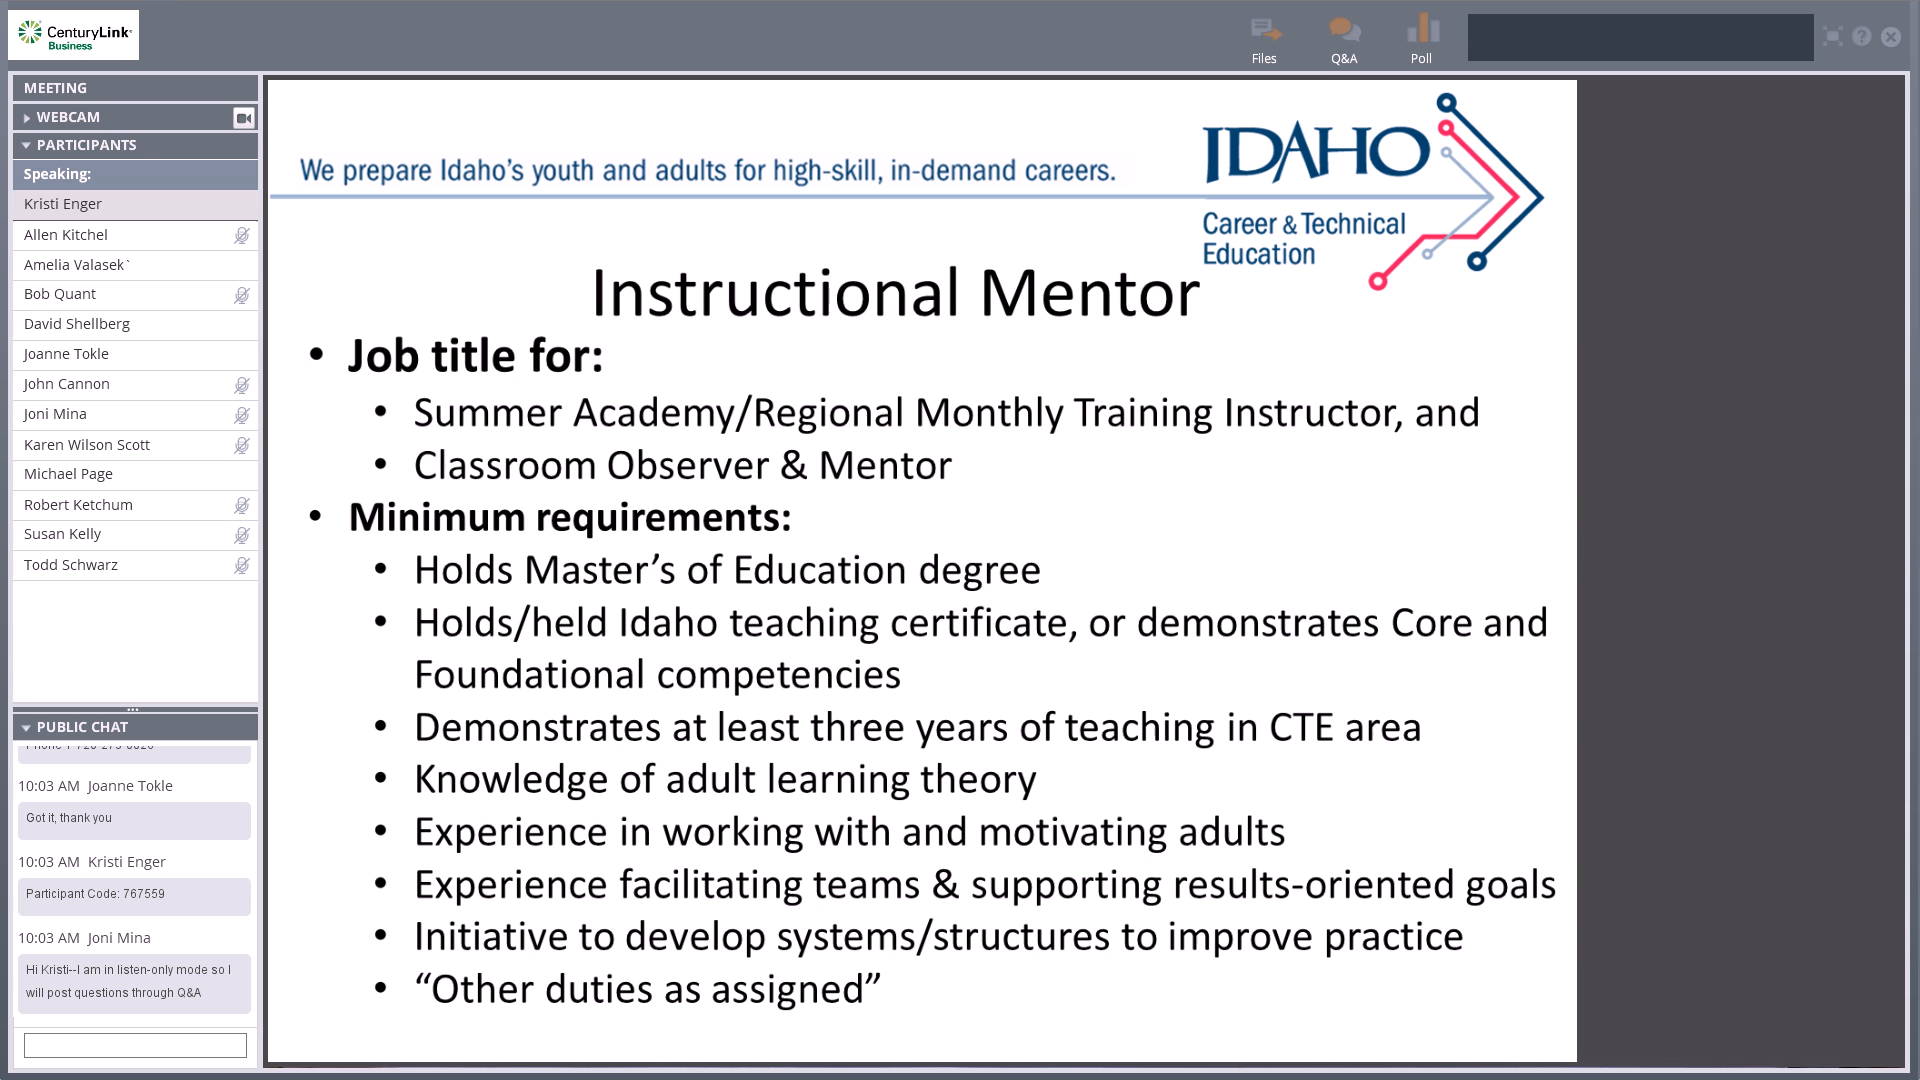 CenturyLink
Business
Files
Q&A
Poll
MEETING
WEBCAM
PARTICIPANTS
Speaking:
Kristi Enger
Allen Kitchel
Amelia Valasek`
Bob Quant
David Shellberg
Joanne Tokle
John Cannon
Joni Mina
Karen Wilson Scott
Michael Page
Robert Ketchum
Susan Kelly
Todd Schwarz
PUBLIC CHAT
10:03 AM Joanne Tokle
Got it, thank you
10:03 AM Kristi Enger
Participant Code: 767559
10:03 AM Joni Mina
Hi Kristi--I am in listen-only mode so I
will post questions through Q&A
We prepare Idaho's youth and adults for high-skill, in-demand careers.
IDAHO
Career & Technical
Education
Instructional Mentor
• Job title for:
• Summer Academy/Regional Monthly Training Instructor, and
• Classroom Observer & Mentor
• Minimum requirements:
• Holds Master’s of Education degree
• Holds/held Idaho teaching certificate, or demonstrates Core and
Foundational competencies
• Demonstrates at least three years of teaching in CTE area
• Knowledge of adult learning theory
• Experience in working with and motivating adults
• Experience facilitating teams & supporting results-oriented goals
• Initiative to develop systems/structures to improve practice
• “Other duties as assigned”